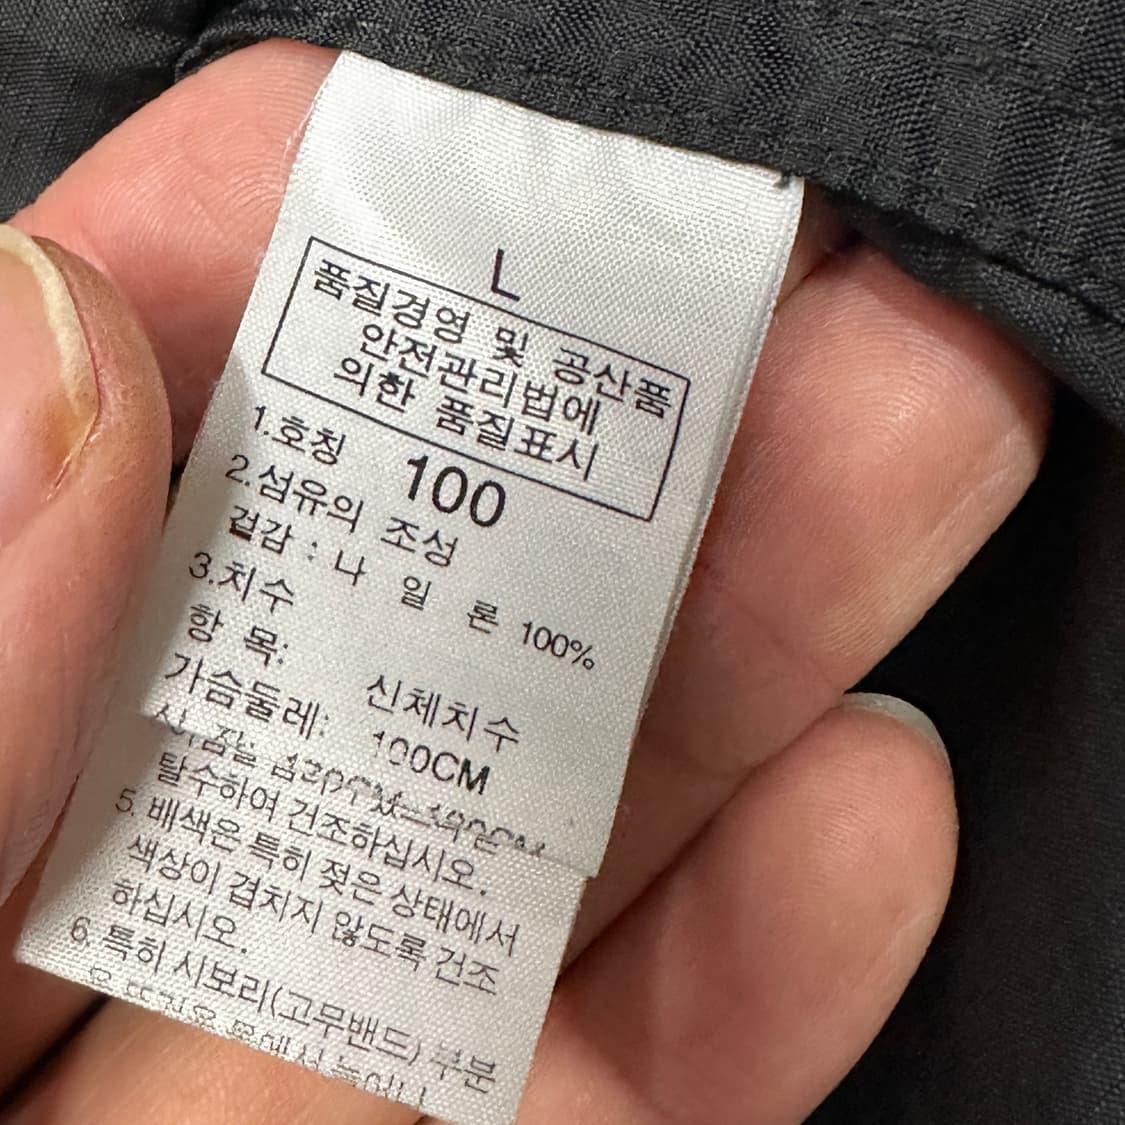 L
품질경영 및 공산품
안전관리법에
의한 품질표시
1.호칭 100
2.섬유의 조성
겉감 : 나 일 론 100%
3.치수
항 목: 신체치수
가슴둘레: 100CM
탈수하여 건조하십시오.
5. 배색은 특히 젖은 상태에서
색상이 겹치지 않도록 건조
하십시오.
6. 특히 시보리(고무밴드) 부분